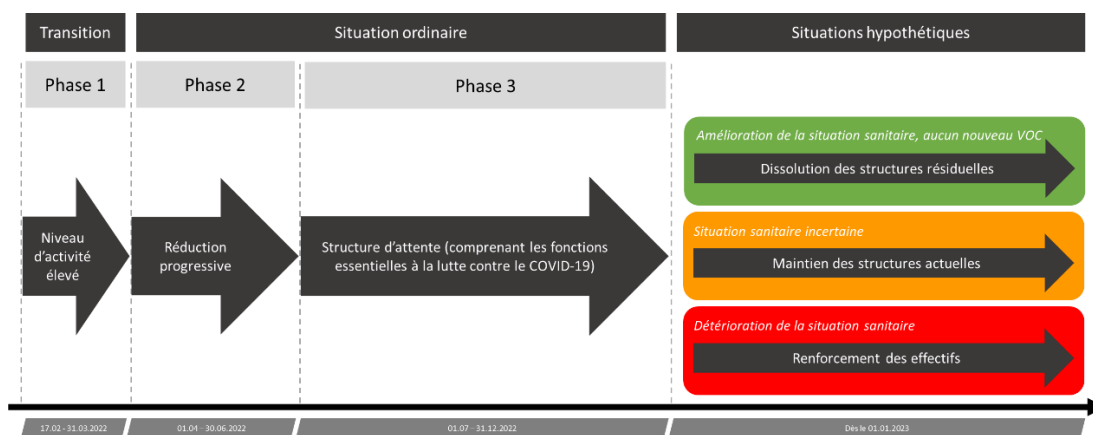 Transition
Situation ordinaire
Situations hypothétiques
Phase 1
Phase 2
Phase 3
Niveau
d'activité
élevé
Réduction
progressive
Structure d'attente (comprenant les fonctions
essentielles à la lutte contre le COVID-19)
Amélioration de la situation sanitaire, aucun nouveau VOC
Dissolution des structures résiduelles
Situation sanitaire incertaine
Maintien des structures actuelles
Détérioration de la situation sanitaire
Renforcement des effectifs
17.02 - 31.03.2022
01.04 – 30.06.2022
01.07 – 31.12.2022
Dès le 01.01.2023